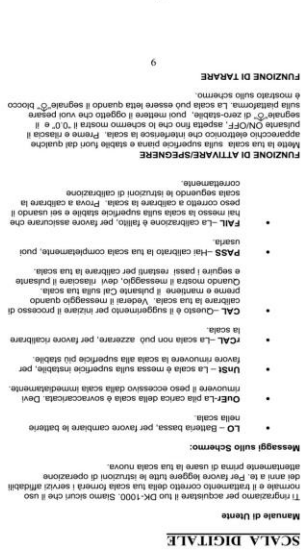 SCALA DIGITALE
Manuale di Utente
Ti ringraziamo per acquistare il tuo DK-1000. Siamo sicuri che il uso
normale e il trattamento corretto della tua scala fornerà i servizi affidabili
dei anni a te. Per favore leggere tutte le istruzioni di operazione
attentamente prima di usare la tua scala nuova.
Messaggi sullo Schermo:
• LO – Batteria bassa, per favore cambiare le batterie
nella scala.
• OuEr-La pila carica della scala è sovraccaricata. Devi
rimuovere il peso eccessivo dalla scala immediatamente.
• UnSt – La scala è messa sulla superficie instabile, per
favore rimuovere la scala alla superficie più stabile.
• rCAL –La scala non può azzerare, per favore ricalibrare
la scala.
• CAL –Questo è il suggerimento per iniziare il processo di
calibrare la tua scala. Vederai il messaggio quando
preme e mantenere il pulsante Cal sulla tua scala.
Quando mostra il messaggio, devi rilasciare il pulsante
e seguire i passi restanti per calibrare la tua scala.
• PASS –Hai calibrato la tua scala completamente, puoi
usarla.
• FAIL –La calibrazione è fallito, per favore assicurare che
hai messo la scala sulla superficie stabile e sei usando il
peso corretto a calibrare la scala. Prova a calibrare la
scala seguendo le istruzioni di calibrazione
correttamente.
FUNZIONE DI ATTIVARE/SPEGNERE
Mette la tua scala sulla superficie piana e stabile fuori dal qualche
apparecchio elettronico che interferisce la scala. Preme e rilascia il
pulsante ON/OFF, aspetta fino che lo schermo mostra il "0.0" e il
segnale"O" di zero-stabile, puoi mettere il oggetto che vuoi pesare
sulla piattaforma. La scala può essere letta quando il segnale"O" blocco
è mostrato sullo schermo.
FUNZIONE DI TARARE
9